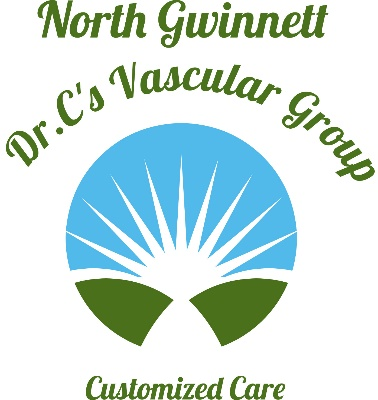 North Gwinnett
Dr.C's Vascular Group
Customized Care